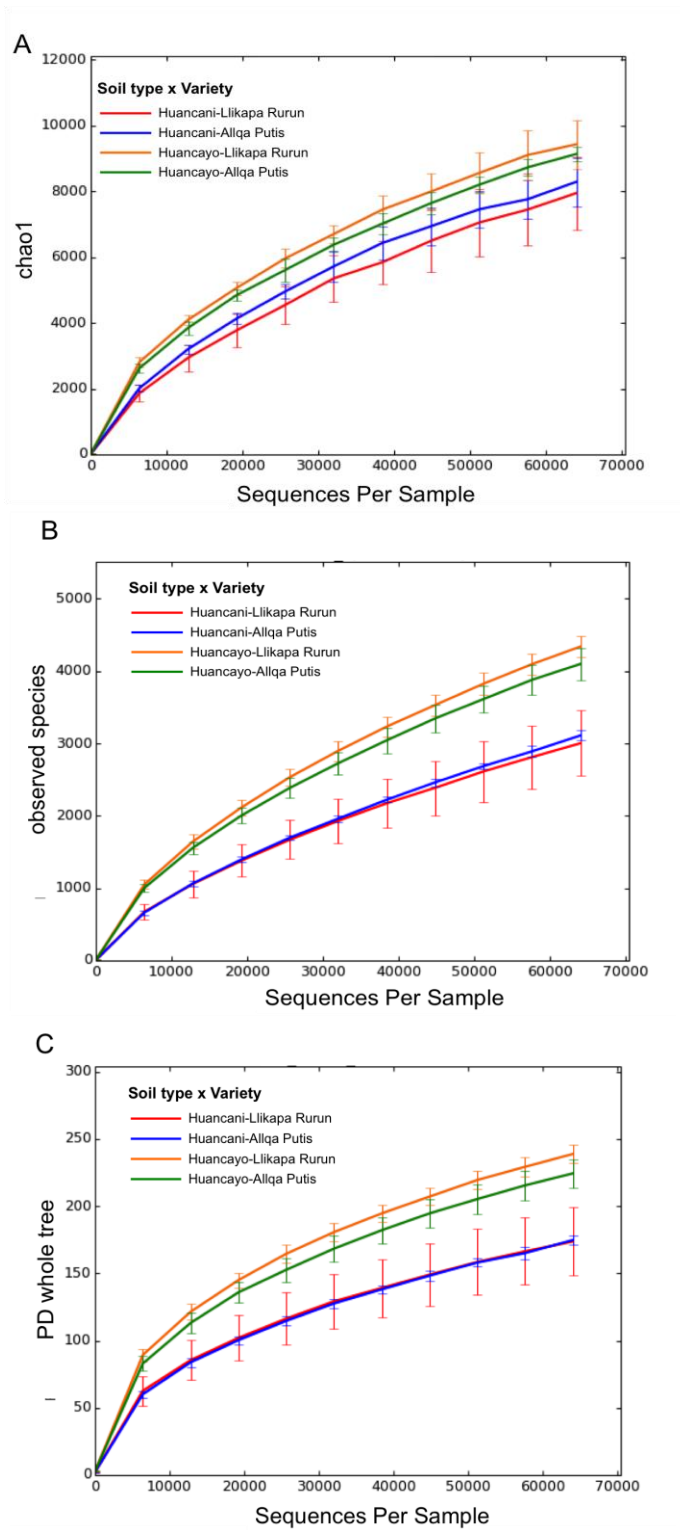 A
12000
Soil type x Variety
Huancani-Llikapa Rurun
Huancani-Allqa Putis
Huancayo-Llikapa Rurun
Huancayo-Allqa Putis
10000
8000
6000
4000
2000
0
chao1
0 10000 20000 30000 40000 50000 60000 70000
Sequences Per Sample
B
Soil type x Variety
Huancani-Llikapa Rurun
Huancani-Allqa Putis
Huancayo-Llikapa Rurun
Huancayo-Allqa Putis
5000
4000
3000
2000
1000
0
observed species
0 10000 20000 30000 40000 50000 60000 70000
Sequences Per Sample
C
300
Soil type x Variety
Huancani-Llikapa Rurun
Huancani-Allqa Putis
Huancayo-Llikapa Rurun
Huancayo-Allqa Putis
250
200
150
100
50
0
PD whole tree
0 10000 20000 30000 40000 50000 60000 70000
Sequences Per Sample